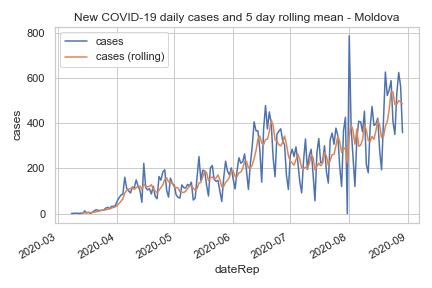 New COVID-19 daily cases and 5 day rolling mean - Moldova
cases
cases (rolling)
800
600
400
200
0
cases
2020-03
2020-04
2020-05
2020-06
2020-07
2020-08
2020-09
dateRep